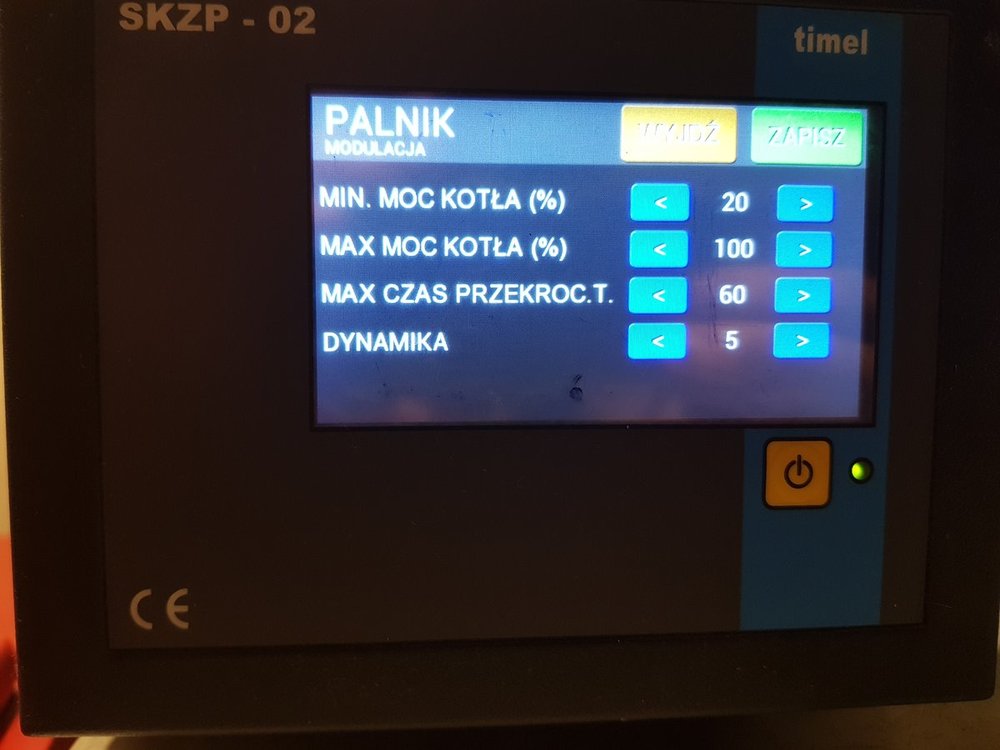 SKZP - 02
timel
PALNIK
MODULACJA
WYJDŹ
ZAPISZ
MIN. MOC KOTŁA (%)
< 20 >
MAX MOC KOTŁA (%)
< 100 >
MAX CZAS PRZEKROC.T.
< 60 >
DYNAMIKA
< 5 >
CE